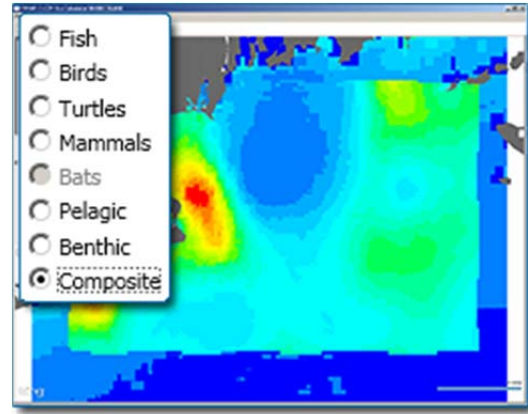 Fish
Birds
Turtles
Mammals
Bats
Pelagic
Benthic
Composite